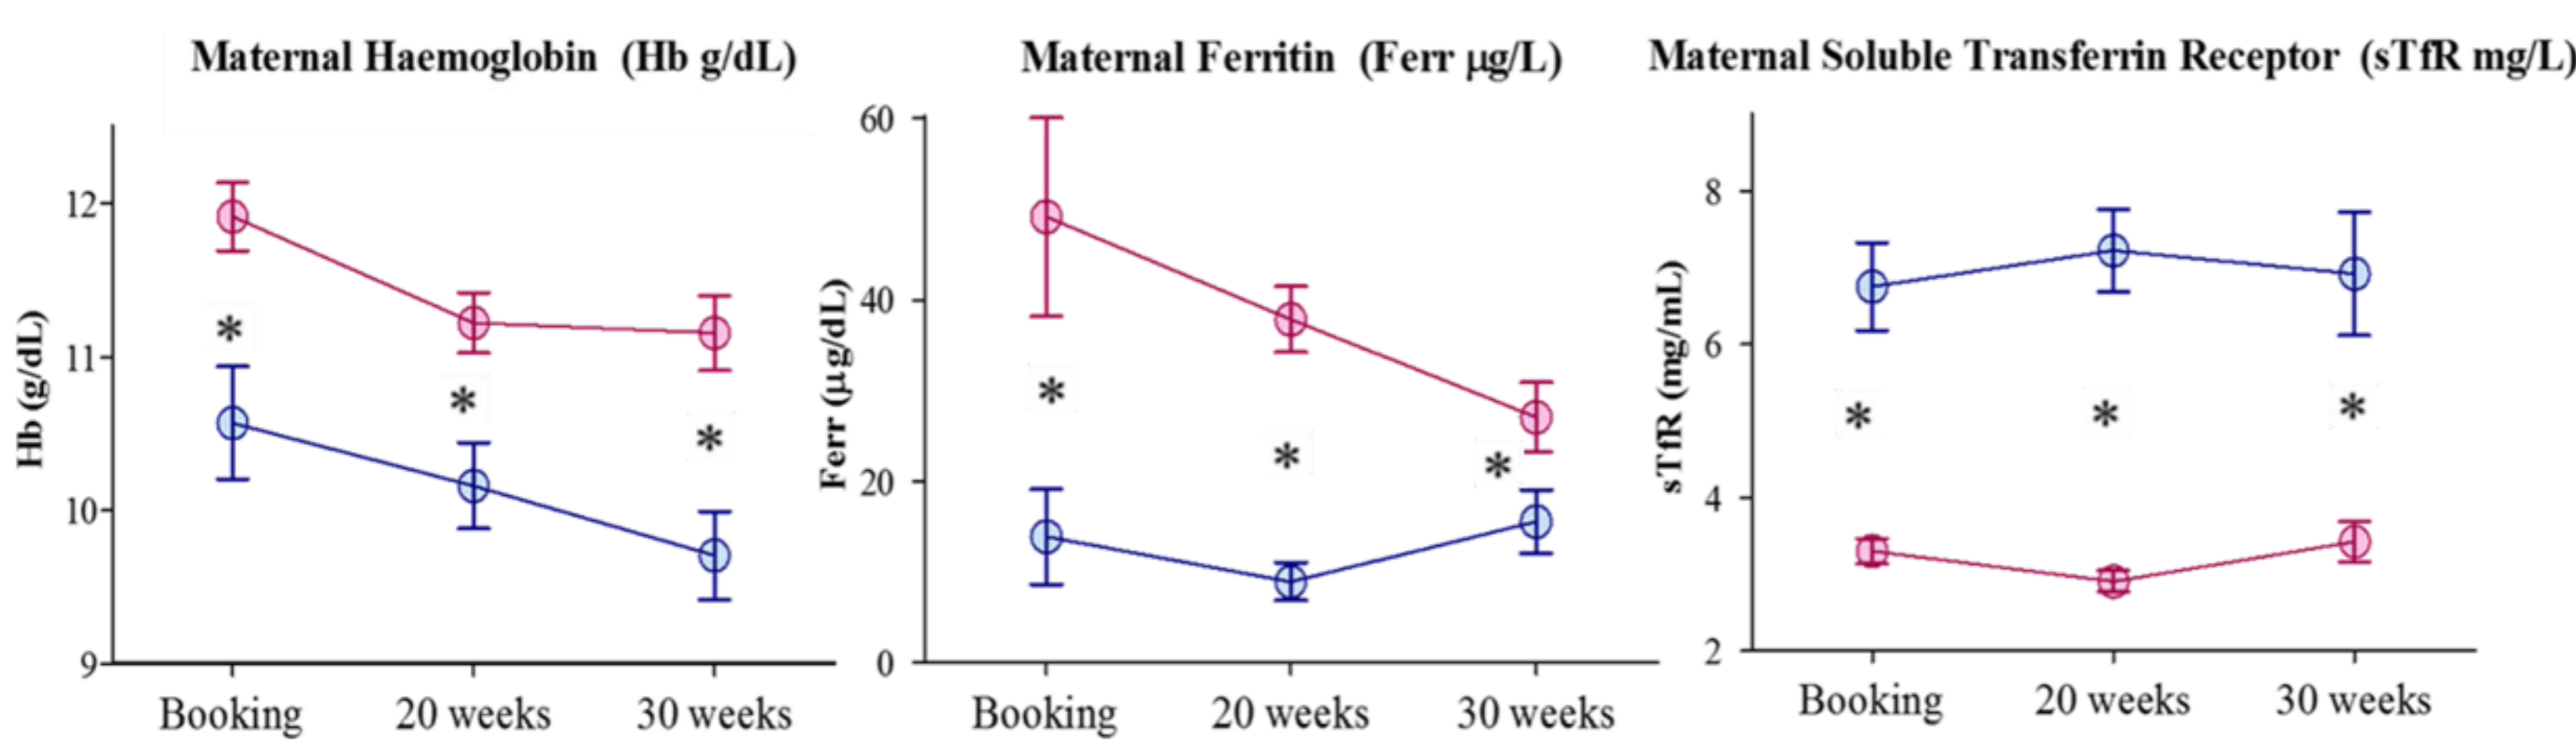 Maternal Haemoglobin (Hb g/dL)
Hb (g/dL)
12
11
10
9
*
*
*
Booking
20 weeks
30 weeks
Maternal Ferritin (Ferr μg/L)
Ferr (μg/dL)
60
40
20
0
*
*
*
Booking
20 weeks
30 weeks
Maternal Soluble Transferrin Receptor (sTfR mg/L)
sTfR (mg/mL)
8
6
4
2
*
*
*
Booking
20 weeks
30 weeks